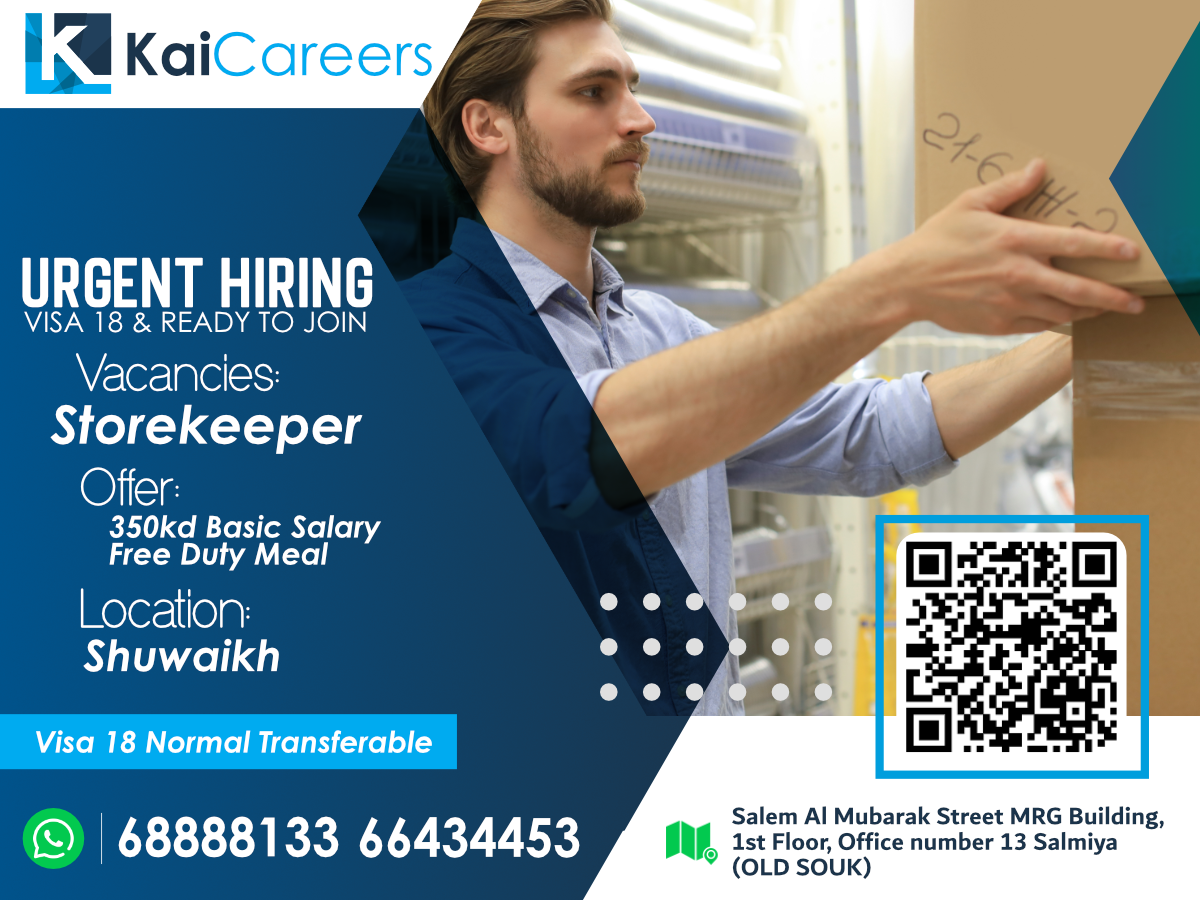 K KaiCareers
URGENT HIRING
VISA 18 & READY TO JOIN
Vacancies:
Storekeeper
Offer:
350kd Basic Salary
Free Duty Meal
Location:
Shuwaikh
Visa 18 Normal Transferable
68888133 66434453
Salem Al Mubarak Street MRG Building,
1st Floor, Office number 13 Salmiya
(OLD SOUK)